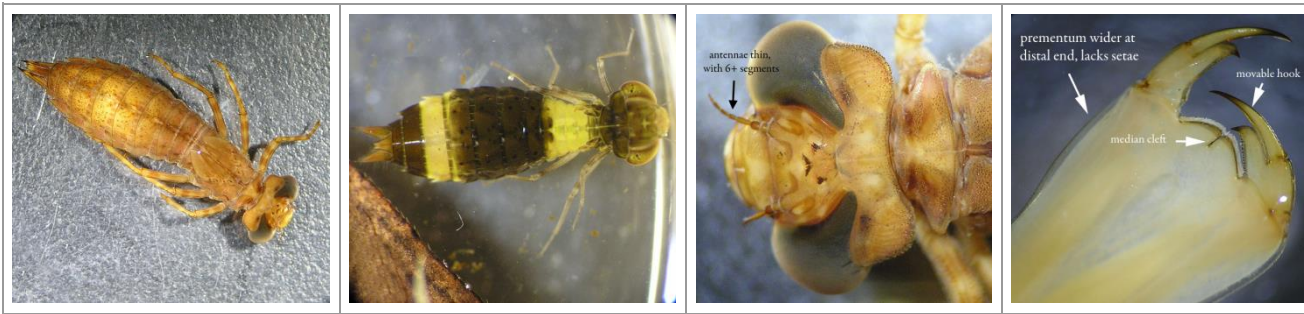 antennae thin,
with 6+ segments
prementum wider at
distal end, lacks setae
movable hook
median cleft